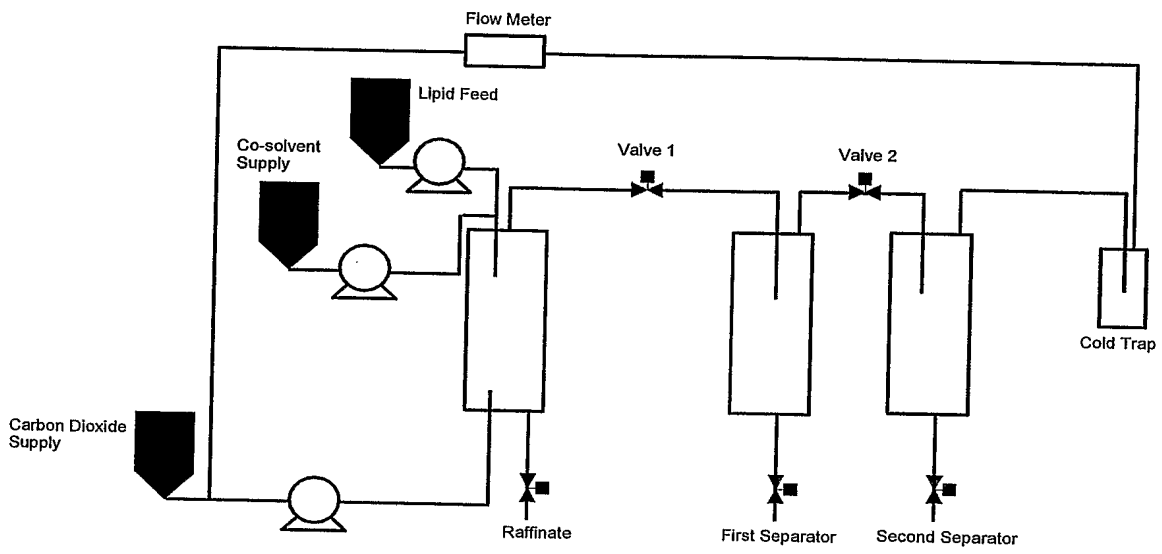 Flow Meter
Lipid Feed
Co-solvent
Supply
Valve 1
Valve 2
Cold Trap
Carbon Dioxide
Supply
Raffinate
First Separator
Second Separator